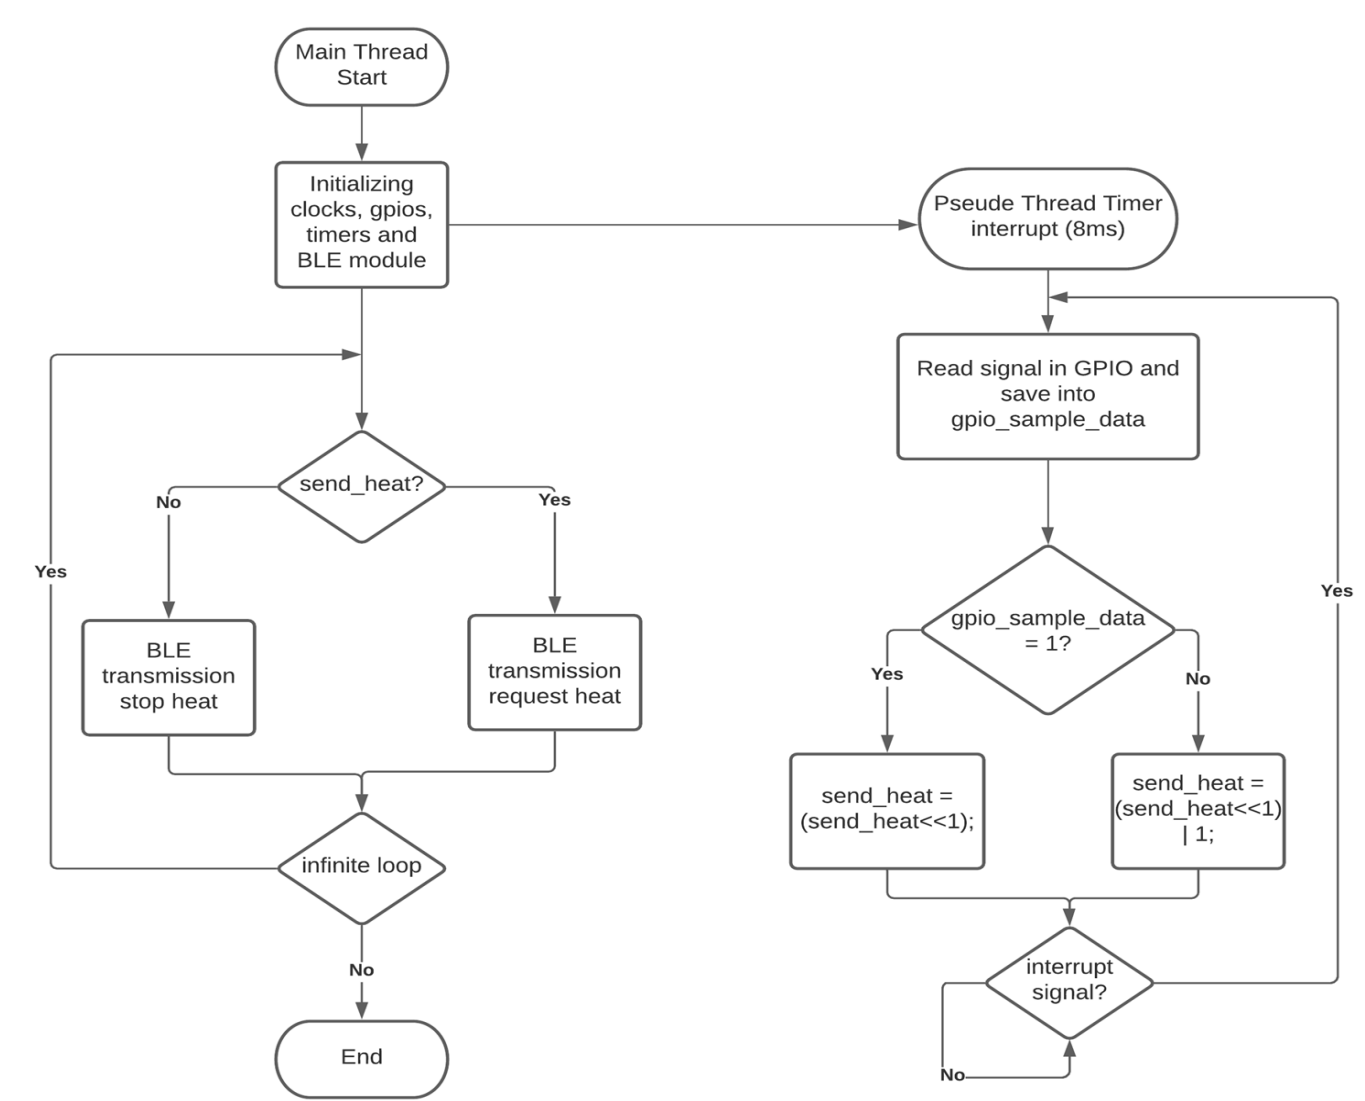 Main Thread
Start
Initializing
clocks, gpios,
timers and
BLE module
Pseude Thread Timer
interrupt (8ms)
Read signal in GPIO and
save into
gpio_sample_data
send_heat?
No
Yes
Yes
BLE
transmission
stop heat
BLE
transmission
request heat
infinite loop
No
End
gpio_sample_data
= 1?
Yes
No
Yes
send_heat =
(send_heat<<1);
send_heat =
(send_heat<<1)
| 1;
interrupt
signal?
No